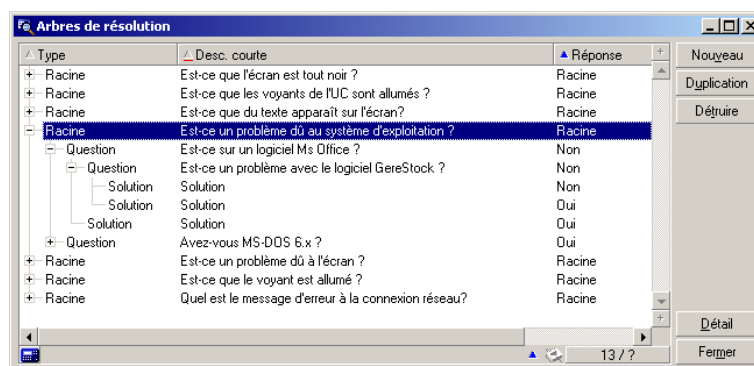 Arbres de résolution
Type Desc. courte Réponse
Racine Est-ce que l'écran est tout noir ? Racine
Racine Est-ce que les voyants de l'UC sont allumés ? Racine
Racine Est-ce que du texte apparaît sur l'écran? Racine
Racine Est-ce un problème dû au système d'exploitation ? Racine
Question Est-ce sur un logiciel Ms Office ? Non
Question Est-ce un problème avec le logiciel GereStock ? Non
Solution Solution Non
Solution Solution Oui
Solution Solution Oui
Question Avez-vous MS-DOS 6.x ? Oui
Racine Est-ce un problème dû à l'écran ? Racine
Racine Est-ce que le voyant est allumé ? Racine
Racine Quel est le message d'erreur à la connexion réseau? Racine
13 / ?
Nouveau
Duplication
Détruire
Détail
Fermer